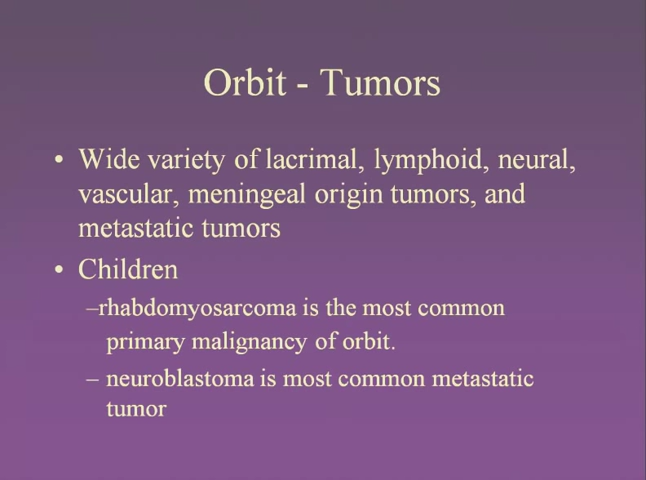 Orbit - Tumors
• Wide variety of lacrimal, lymphoid, neural,
vascular, meningeal origin tumors, and
metastatic tumors
• Children
–rhabdomyosarcoma is the most common
primary malignancy of orbit.
– neuroblastoma is most common metastatic
tumor